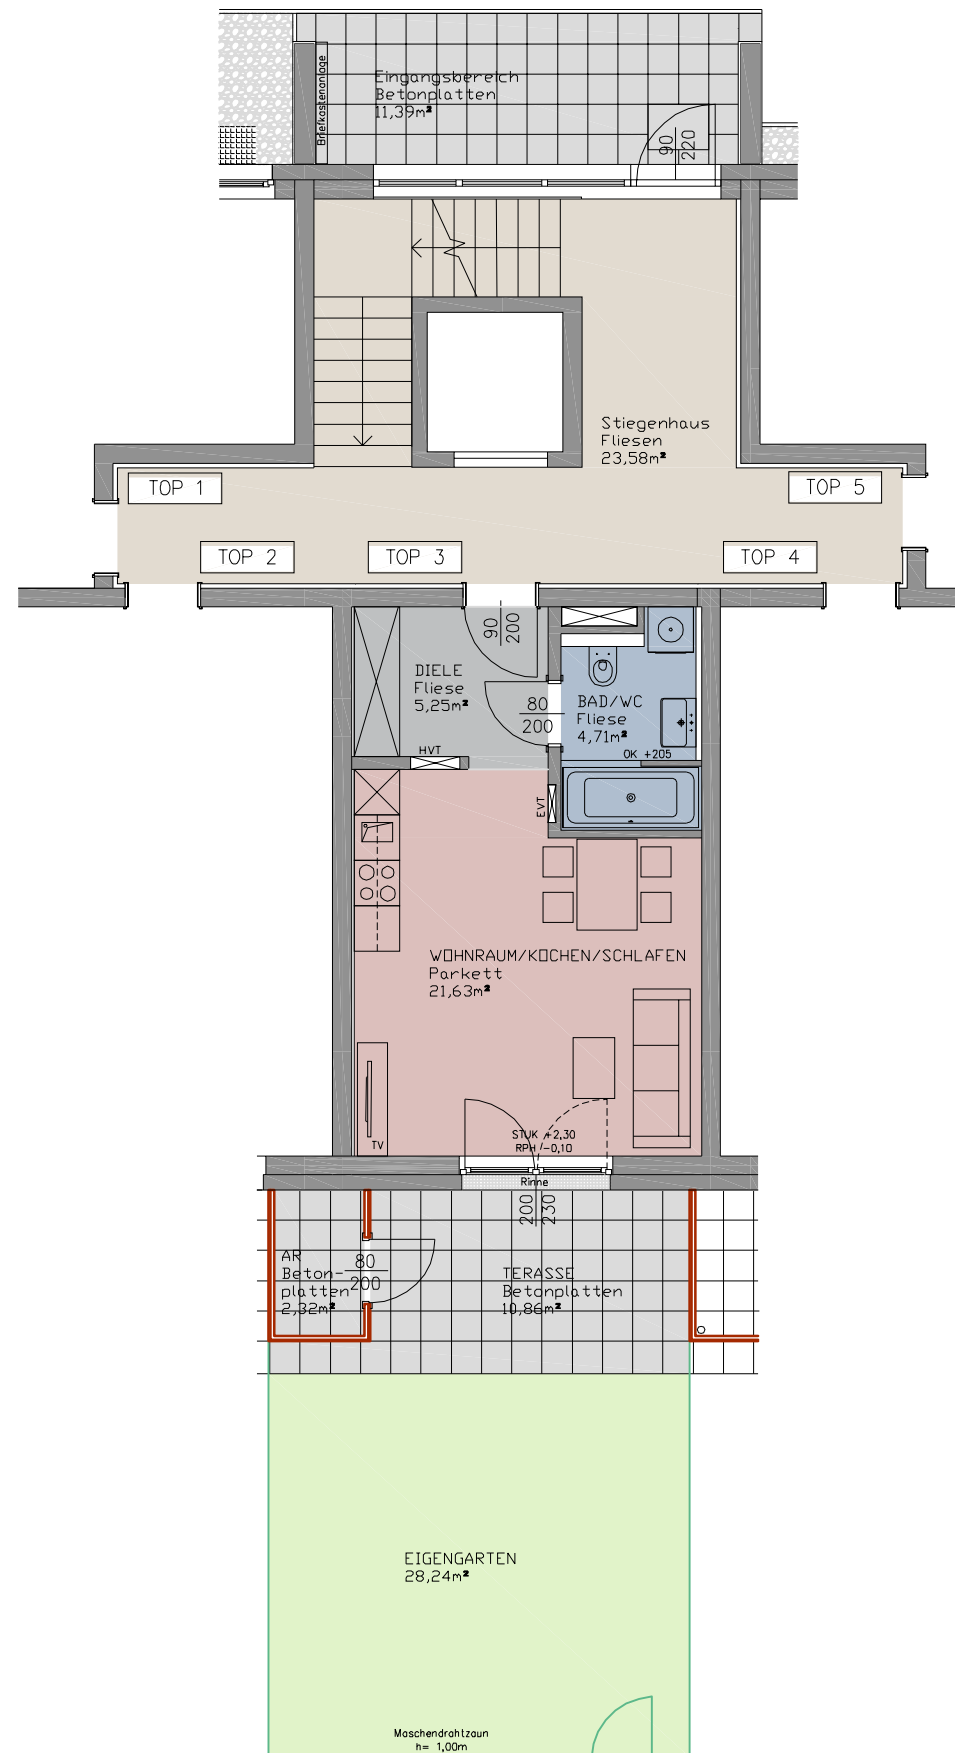 Briefkastenanlage
Eingangsbereich
Betonplatten
11,39m²
90
220
Stiegenhaus
Fliesen
23,58m²
TOP 1
TOP 5
TOP 2
TOP 3
TOP 4
90
200
DIELE
Fliese
5,25m²
80
200
BAD/WC
Fliese
4,71m²
OK +205
HVT
EVT
WOHNRAUM/KOCHEN/SCHLAFEN
Parkett
21,63m²
TV
STUK +2,30
RPH -0,10
Rinne
200
230
AR
Beton-
platten
2,32m²
80
200
TERASSE
Betonplatten
10,86m²
EIGENGARTEN
28,24m²
Maschendrahtzaun
h= 1,00m